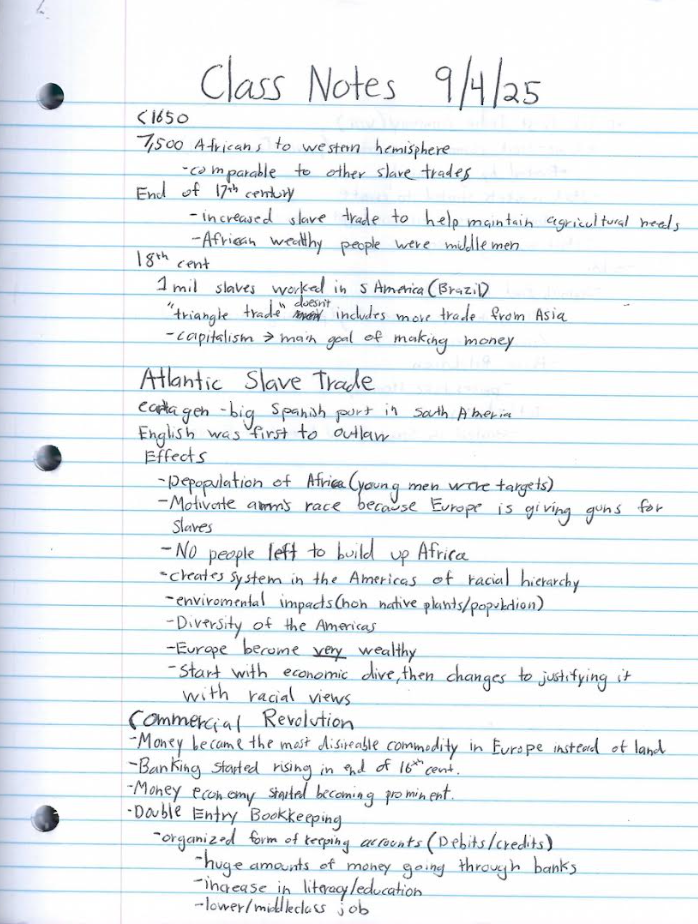 Class Notes 9/4/25
<1650
7,500 Africans to western hemisphere
-comparable to other slave trades
End of 17th century
-increased slave trade to help maintain agricultural needs
-African wealthy people were middle men
18th cent
1 mil slaves worked in S America (Brazil)
"triangle trade" doesn't includes more trade from Asia
-capitalism → main goal of making money
Atlantic Slave Trade
-big Spanish port in South America
English was first to outlaw
Effects
-Depopulation of Africa (young men were targets)
-Motivate arms race because Europe is giving guns for
slaves
-No people left to build up Africa
-creates system in the Americas of racial hierarchy
-enviromental impacts (non native plants/population)
-Diversity of the Americas
-Europe become very wealthy
-Start with economic dive, then changes to justifying it
with racial views
Commercial Revolution
-Money became the most disireable commodity in Europe instead of land
-Banking started rising in end of 16th cent.
-Money economy started becoming prominent.
-Double Entry Bookkeeping
-organized form of keeping accounts (Debits/credits)
-huge amounts of money going through banks
-increase in literacy/education
-lower/middleclass job